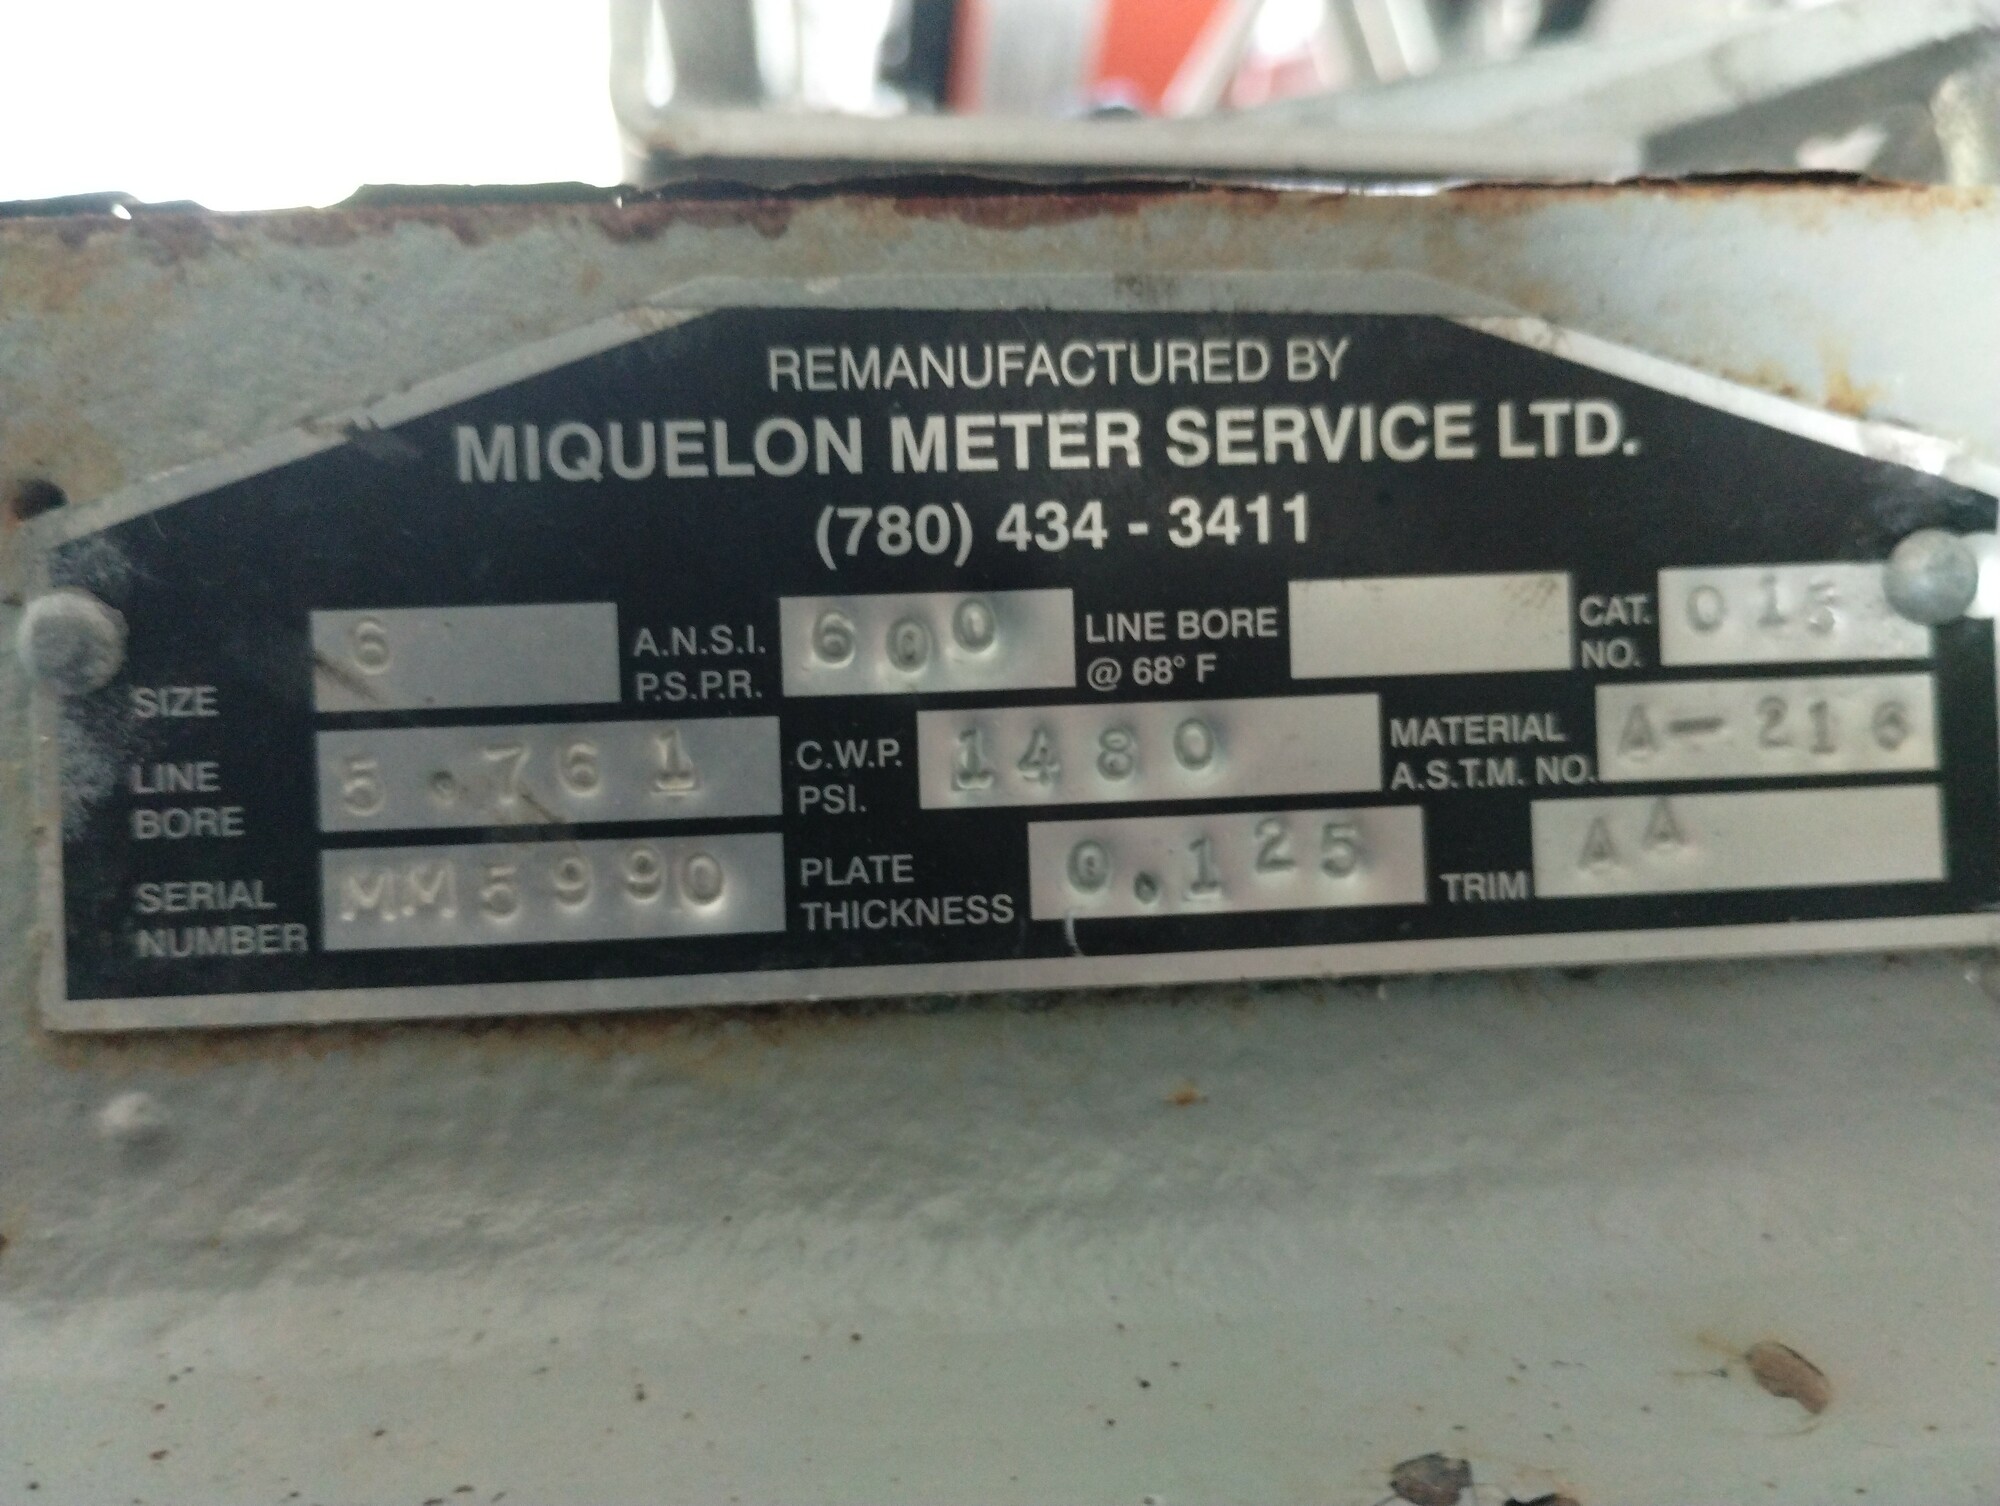 REMANUFACTURED BY
MIQUELON METER SERVICE LTD.
(780) 434 - 3411
SIZE 6 A.N.S.I. P.S.P.R. 600 LINE BORE @ 68° F CAT. NO. 015
LINE BORE 5.761 C.W.P. PSI. 1480 MATERIAL A.S.T.M. NO. A-216
SERIAL NUMBER MM5990 PLATE THICKNESS 0.125 TRIM AA